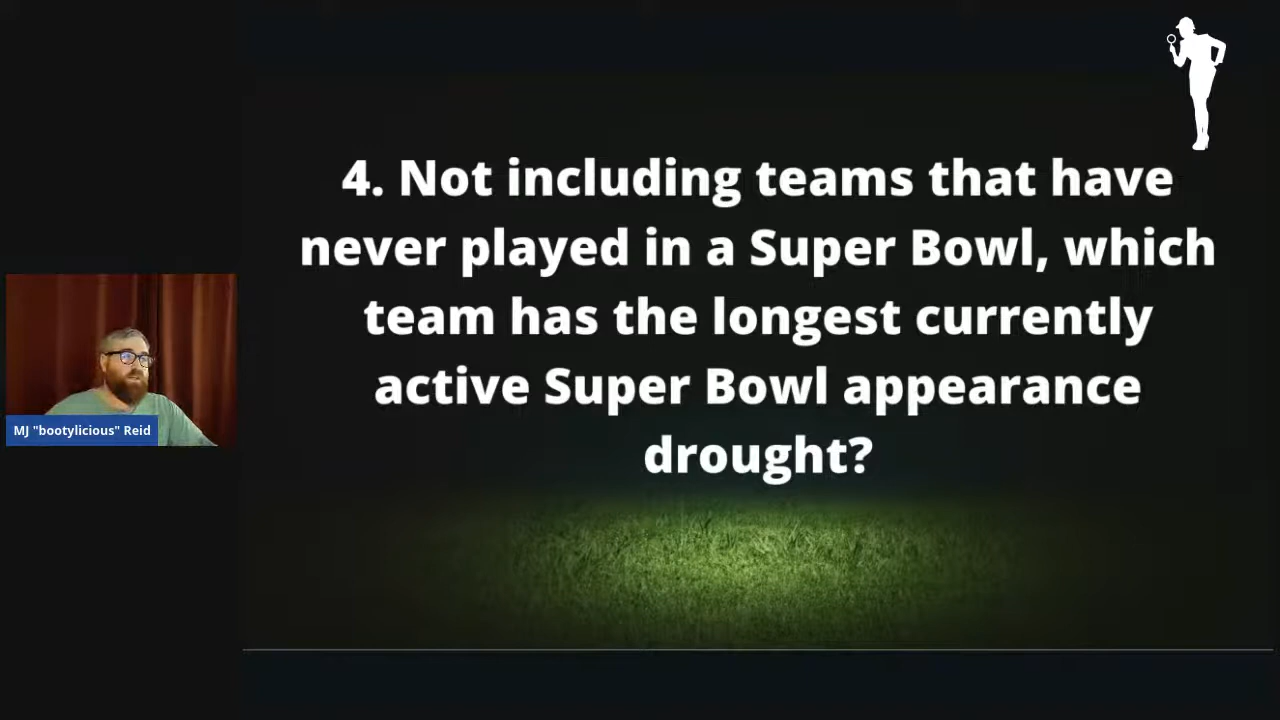 4. Not including teams that have
never played in a Super Bowl, which
team has the longest currently
active Super Bowl appearance
drought?
MJ "bootylicious" Reid